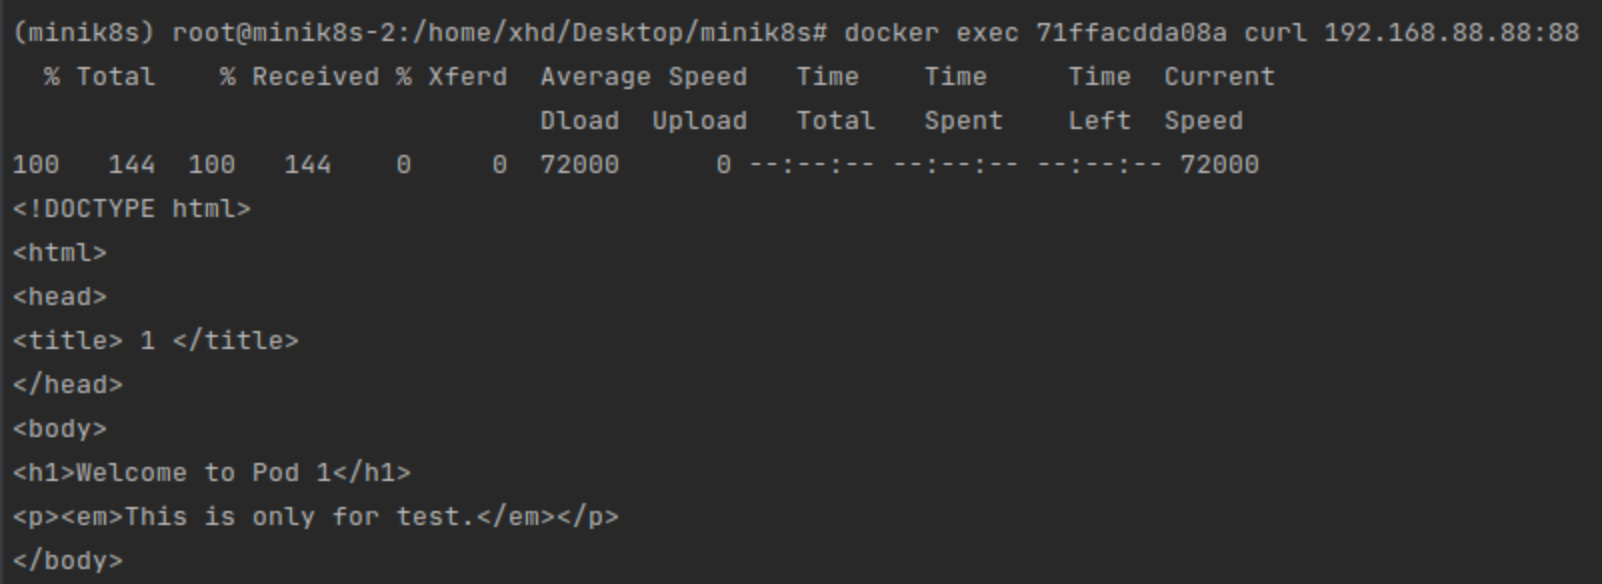 (minik8s) root@minik8s-2:/home/xhd/Desktop/minik8s# docker exec 71ffacdda08a curl 192.168.88.88:88
  % Total    % Received % Xferd  Average Speed   Time    Time     Time  Current
                                 Dload  Upload   Total   Spent    Left  Speed
100   144  100   144    0     0  72000      0 --:--:-- --:--:-- --:--:-- 72000
<!DOCTYPE html>
<html>
<head>
<title> 1 </title>
</head>
<body>
<h1>Welcome to Pod 1</h1>
<p><em>This is only for test.</em></p>
</body>